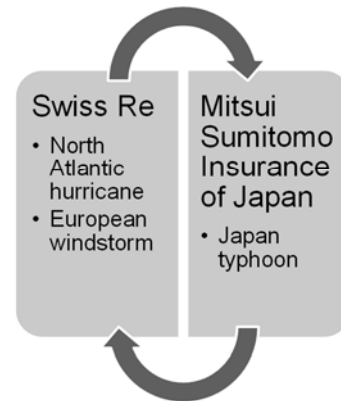 Swiss Re
• North
Atlantic
hurricane
• European
windstorm
Mitsui
Sumitomo
Insurance
of Japan
• Japan
typhoon